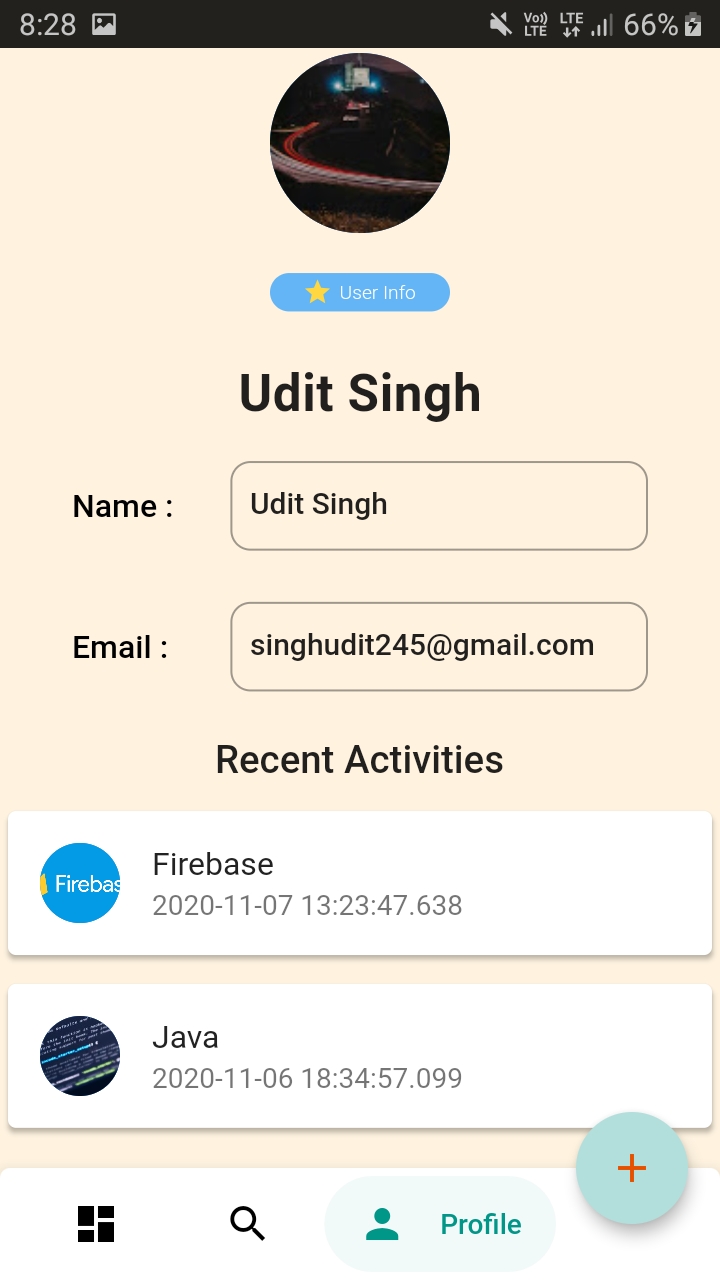 8:28 Vo)) LTE LTE 66%
User Info
Udit Singh
Name : Udit Singh
Email : singhudit245@gmail.com
Recent Activities
Firebas
Firebase
2020-11-07 13:23:47.638
Java
2020-11-06 18:34:57.099
Profile